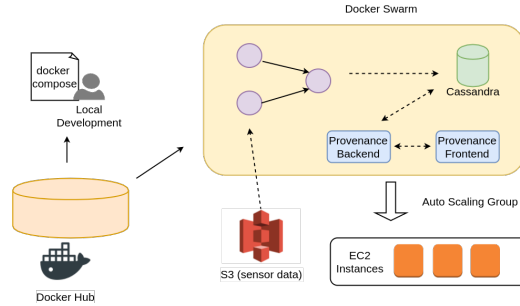 Docker Swarm
docker
compose
Local
Development
Cassandra
Provenance
Backend
Provenance
Frontend
Auto Scaling Group
S3 (sensor data)
EC2
Instances
Docker Hub